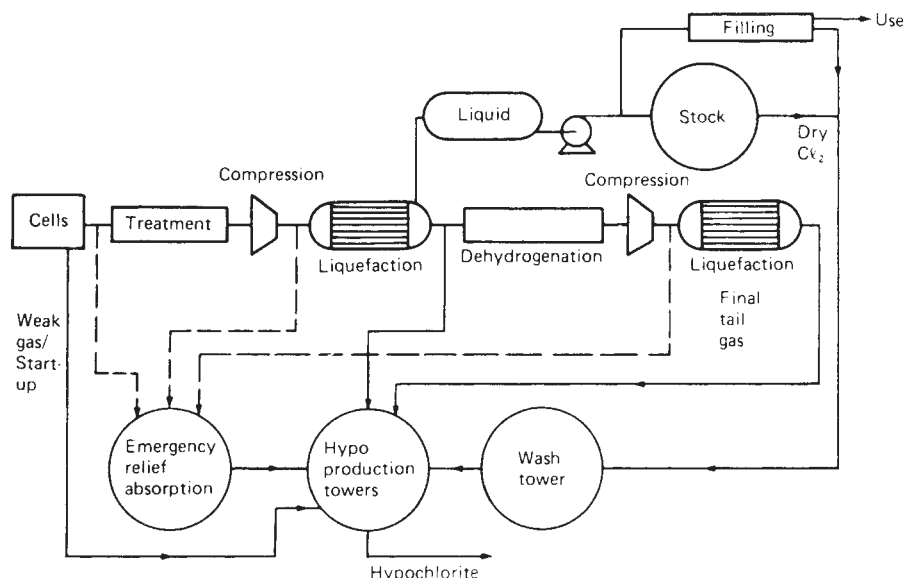 Filling
Use
Liquid
Stock
Dry
Cℓ₂
Compression
Compression
Cells
Treatment
Liquefaction
Dehydrogenation
Liquefaction
Weak
gas/
Start-
up
Final
tail
gas
Emergency
relief
absorption
Hypo
production
towers
Wash
tower
Hypochlorite